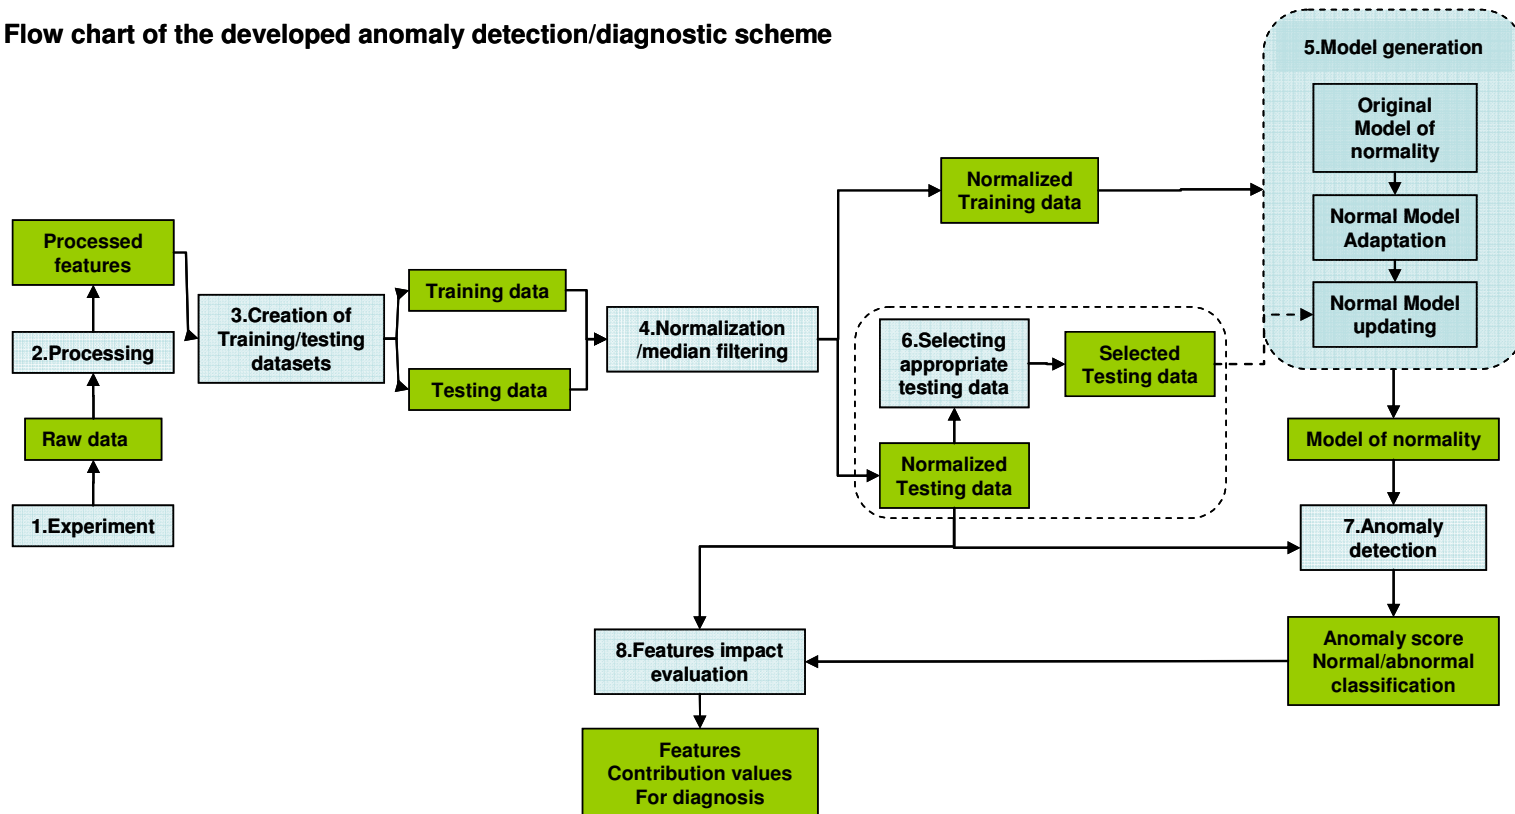 Flow chart of the developed anomaly detection/diagnostic scheme
5.Model generation
Original
Model of
normality
Normal Model
Adaptation
Normal Model
updating
Normalized
Training data
Processed
features
2.Processing
Raw data
1.Experiment
3.Creation of
Training/testing
datasets
Training data
Testing data
4.Normalization
/median filtering
6.Selecting
appropriate
testing data
Selected
Testing data
Normalized
Testing data
Model of normality
7.Anomaly
detection
Anomaly score
Normal/abnormal
classification
8.Features impact
evaluation
Features
Contribution values
For diagnosis